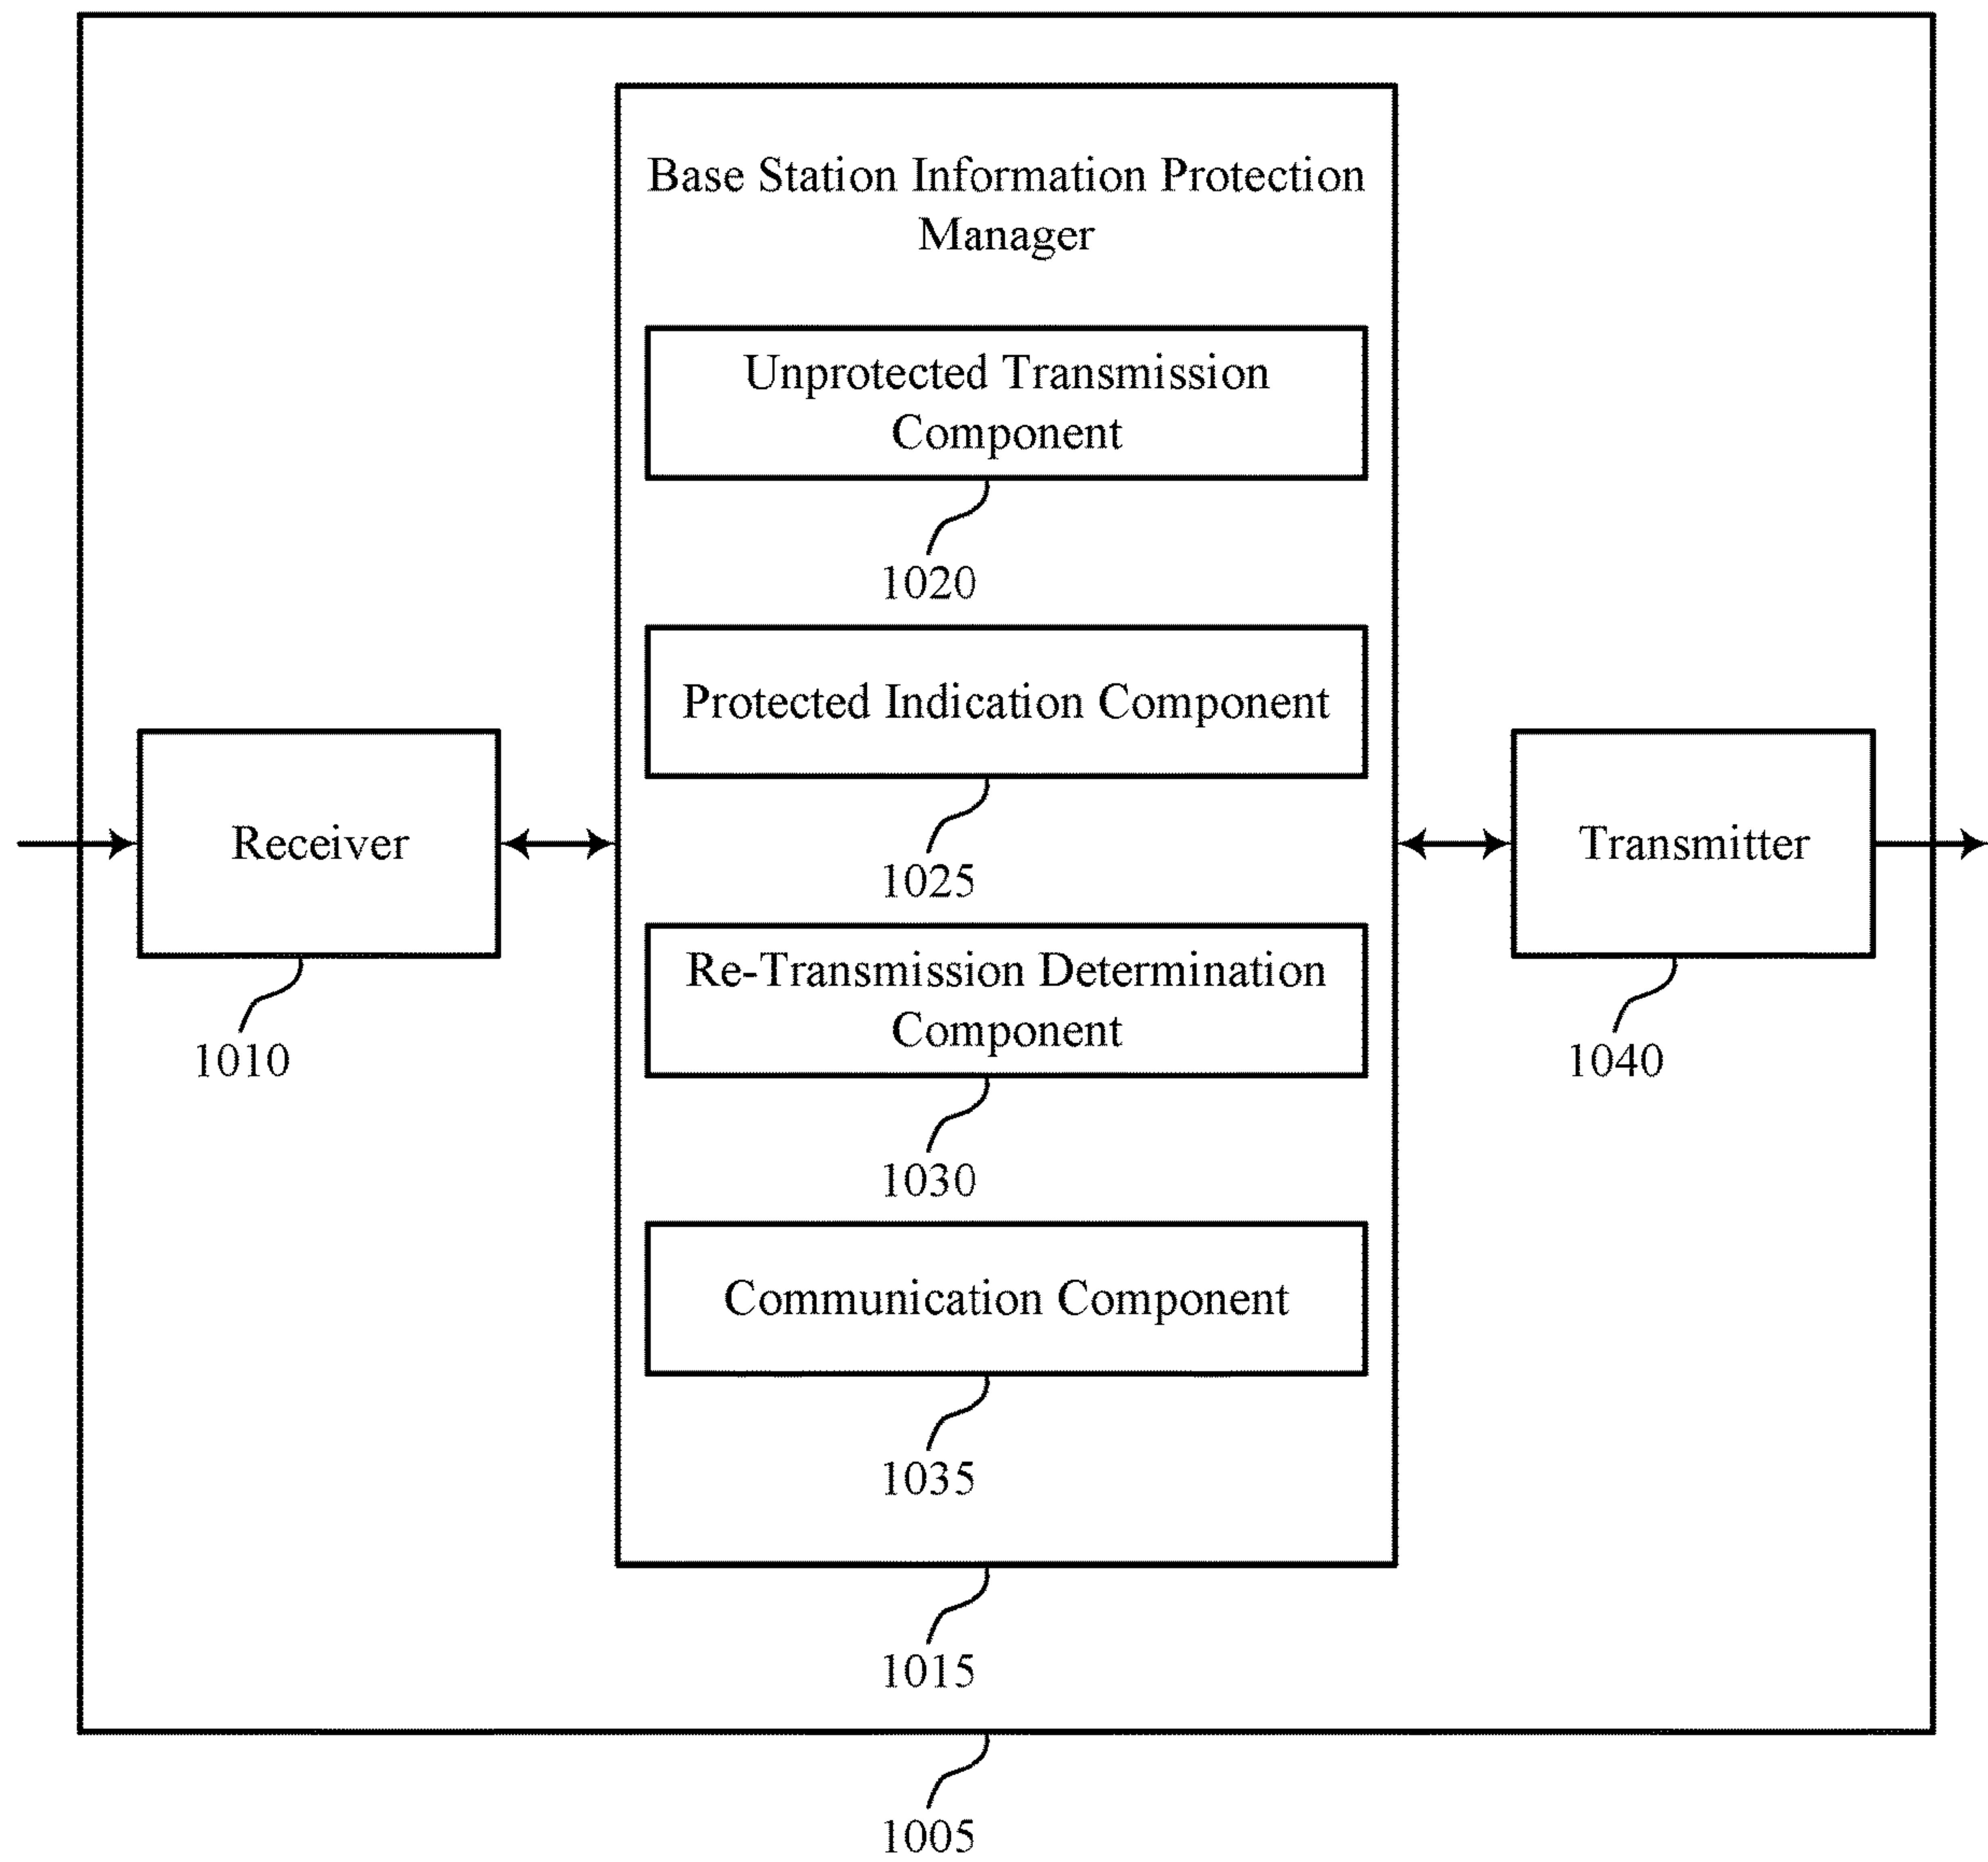 Base Station Information Protection
Manager
Unprotected Transmission
Component
1020
Protected Indication Component
1025
Receiver
1010
Transmitter
1040
Re-Transmission Determination
Component
1030
Communication Component
1035
1015
1005